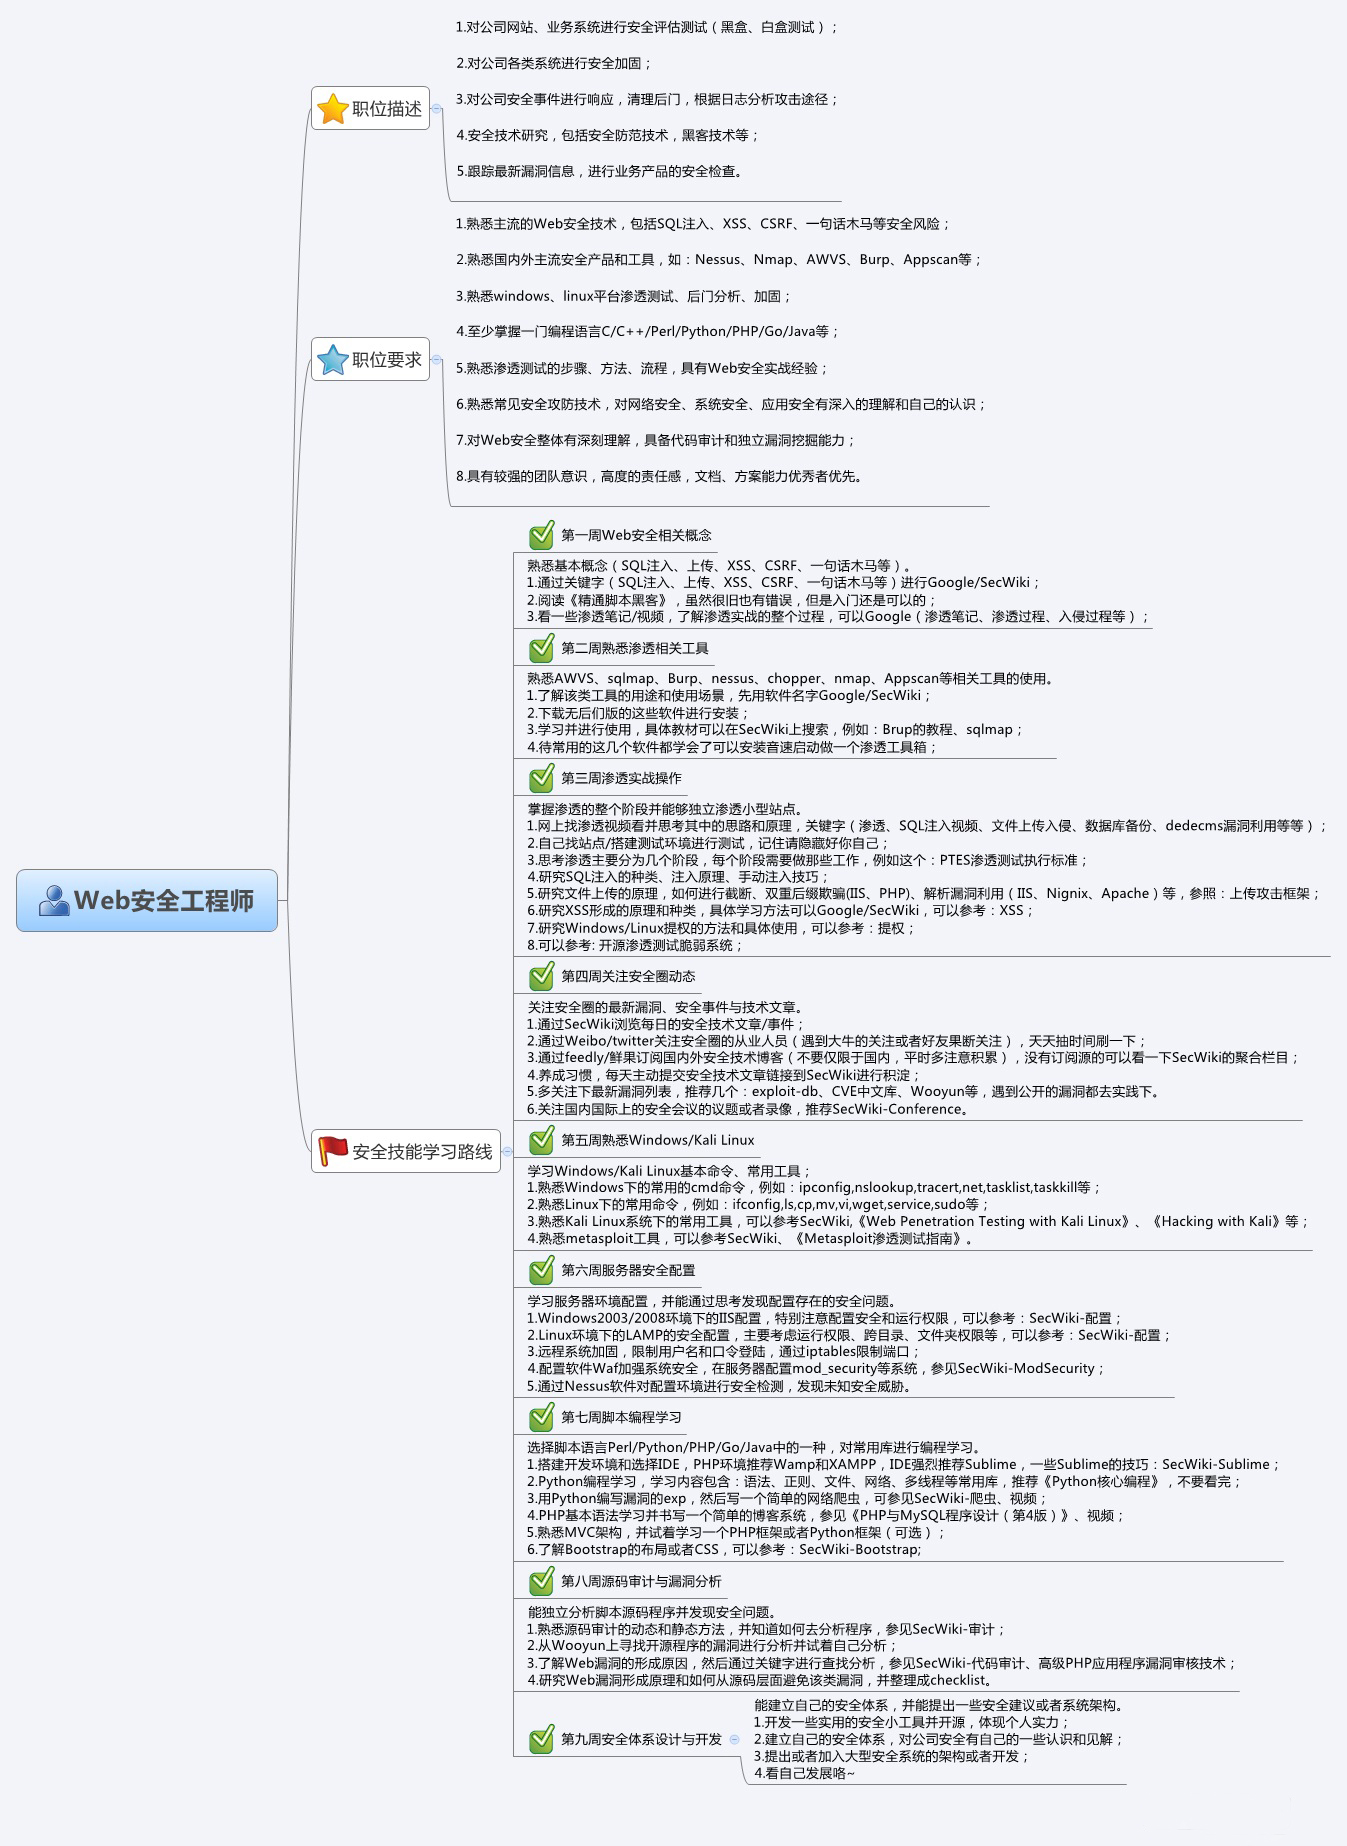 1.对公司网站、业务系统进行安全评估测试（黑盒、白盒测试）；
2.对公司各类系统进行安全加固；
3.对公司安全事件进行响应，清理后门，根据日志分析攻击途径；
职位描述
4.安全技术研究，包括安全防范技术，黑客技术等；
5.跟踪最新漏洞信息，进行业务产品的安全检查。
1.熟悉主流的Web安全技术，包括SQL注入、XSS、CSRF、一句话木马等安全风险；
2.熟悉国内外主流安全产品和工具，如：Nessus、Nmap、AWVS、Burp、Appscan等；
3.熟悉windows、linux平台渗透测试、后门分析、加固；
4.至少掌握一门编程语言C/C++/Perl/Python/PHP/Go/Java等；
职位要求
5.熟悉渗透测试的步骤、方法、流程，具有Web安全实战经验；
6.熟悉常见安全攻防技术，对网络安全、系统安全、应用安全有深入的理解和自己的认识；
7.对Web安全整体有深刻理解，具备代码审计和独立漏洞挖掘能力；
8.具有较强的团队意识，高度的责任感，文档、方案能力优秀者优先。
第一周Web安全相关概念
熟悉基本概念（SQL注入、上传、XSS、CSRF、一句话木马等）。
1.通过关键字（SQL注入、上传、XSS、CSRF、一句话木马等）进行Google/SecWiki；
2.阅读《精通脚本黑客》，虽然很旧也有错误，但是入门还是可以的；
3.看一些渗透笔记/视频，了解渗透实战的整个过程，可以Google（渗透笔记、渗透过程、入侵过程等）；
第二周熟悉渗透相关工具
熟悉AWVS、sqlmap、Burp、nessus、chopper、nmap、Appscan等相关工具的使用。
1.了解该类工具的用途和使用场景，先用软件名字Google/SecWiki；
2.下载无后们版的这些软件进行安装；
3.学习并进行使用，具体教材可以在SecWiki上搜索，例如：Brup的教程、sqlmap；
4.待常用的这几个软件都学会了可以安装音速启动做一个渗透工具箱；
第三周渗透实战操作
掌握渗透的整个阶段并能够独立渗透小型站点。
1.网上找渗透视频看并思考其中的思路和原理，关键字（渗透、SQL注入视频、文件上传入侵、数据库备份、dedecms漏洞利用等等）；
2.自己找站点/搭建测试环境进行测试，记住请隐藏好你自己；
3.思考渗透主要分为几个阶段，每个阶段需要做那些工作，例如这个：PTES渗透测试执行标准；
4.研究SQL注入的种类、注入原理、手动注入技巧；
5.研究文件上传的原理，如何进行截断、双重后缀欺骗(IIS、PHP)、解析漏洞利用（IIS、Nignix、Apache）等，参照：上传攻击框架；
Web安全工程师
6.研究XSS形成的原理和种类，具体学习方法可以Google/SecWiki，可以参考：XSS；
7.研究Windows/Linux提权的方法和具体使用，可以参考：提权；
8.可以参考: 开源渗透测试脆弱系统；
第四周关注安全圈动态
关注安全圈的最新漏洞、安全事件与技术文章。
1.通过SecWiki浏览每日的安全技术文章/事件；
2.通过Weibo/twitter关注安全圈的从业人员（遇到大牛的关注或者好友果断关注），天天抽时间刷一下；
3.通过feedly/鲜果订阅国内外安全技术博客（不要仅限于国内，平时多注意积累），没有订阅源的可以看一下SecWiki的聚合栏目；
4.养成习惯，每天主动提交安全技术文章链接到SecWiki进行积淀；
5.多关注下最新漏洞列表，推荐几个：exploit-db、CVE中文库、Wooyun等，遇到公开的漏洞都去实践下。
6.关注国内国际上的安全会议的议题或者录像，推荐SecWiki-Conference。
安全技能学习路线
第五周熟悉Windows/Kali Linux
学习Windows/Kali Linux基本命令、常用工具；
1.熟悉Windows下的常用的cmd命令，例如：ipconfig,nslookup,tracert,net,tasklist,taskkill等；
2.熟悉Linux下的常用命令，例如：ifconfig,ls,cp,mv,vi,wget,service,sudo等；
3.熟悉Kali Linux系统下的常用工具，可以参考SecWiki,《Web Penetration Testing with Kali Linux》、《Hacking with Kali》等；
4.熟悉metasploit工具，可以参考SecWiki、《Metasploit渗透测试指南》。
第六周服务器安全配置
学习服务器环境配置，并能通过思考发现配置存在的安全问题。
1.Windows2003/2008环境下的IIS配置，特别注意配置安全和运行权限，可以参考：SecWiki-配置；
2.Linux环境下的LAMP的安全配置，主要考虑运行权限、跨目录、文件夹权限等，可以参考：SecWiki-配置；
3.远程系统加固，限制用户名和口令登陆，通过iptables限制端口；
4.配置软件Waf加强系统安全，在服务器配置mod_security等系统，参见SecWiki-ModSecurity；
5.通过Nessus软件对配置环境进行安全检测，发现未知安全威胁。
第七周脚本编程学习
选择脚本语言Perl/Python/PHP/Go/Java中的一种，对常用库进行编程学习。
1.搭建开发环境和选择IDE，PHP环境推荐Wamp和XAMPP，IDE强烈推荐Sublime，一些Sublime的技巧：SecWiki-Sublime；
2.Python编程学习，学习内容包含：语法、正则、文件、网络、多线程等常用库，推荐《Python核心编程》，不要看完；
3.用Python编写漏洞的exp，然后写一个简单的网络爬虫，可参见SecWiki-爬虫、视频；
4.PHP基本语法学习并书写一个简单的博客系统，参见《PHP与MySQL程序设计（第4版）》、视频；
5.熟悉MVC架构，并试着学习一个PHP框架或者Python框架（可选）；
6.了解Bootstrap的布局或者CSS，可以参考：SecWiki-Bootstrap;
第八周源码审计与漏洞分析
能独立分析脚本源码程序并发现安全问题。
1.熟悉源码审计的动态和静态方法，并知道如何去分析程序，参见SecWiki-审计；
2.从Wooyun上寻找开源程序的漏洞进行分析并试着自己分析；
3.了解Web漏洞的形成原因，然后通过关键字进行查找分析，参见SecWiki-代码审计、高级PHP应用程序漏洞审核技术；
4.研究Web漏洞形成原理和如何从源码层面避免该类漏洞，并整理成checklist。
第九周安全体系设计与开发
能建立自己的安全体系，并能提出一些安全建议或者系统架构。
1.开发一些实用的安全小工具并开源，体现个人实力；
2.建立自己的安全体系，对公司安全有自己的一些认识和见解；
3.提出或者加入大型安全系统的架构或者开发；
4.看自己发展咯~